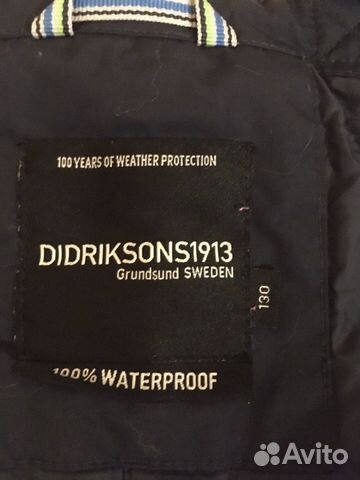 100 YEARS OF WEATHER PROTECTION
DIDRIKSONS1913
Grundsund SWEDEN
130
100% WATERPROOF
Avito